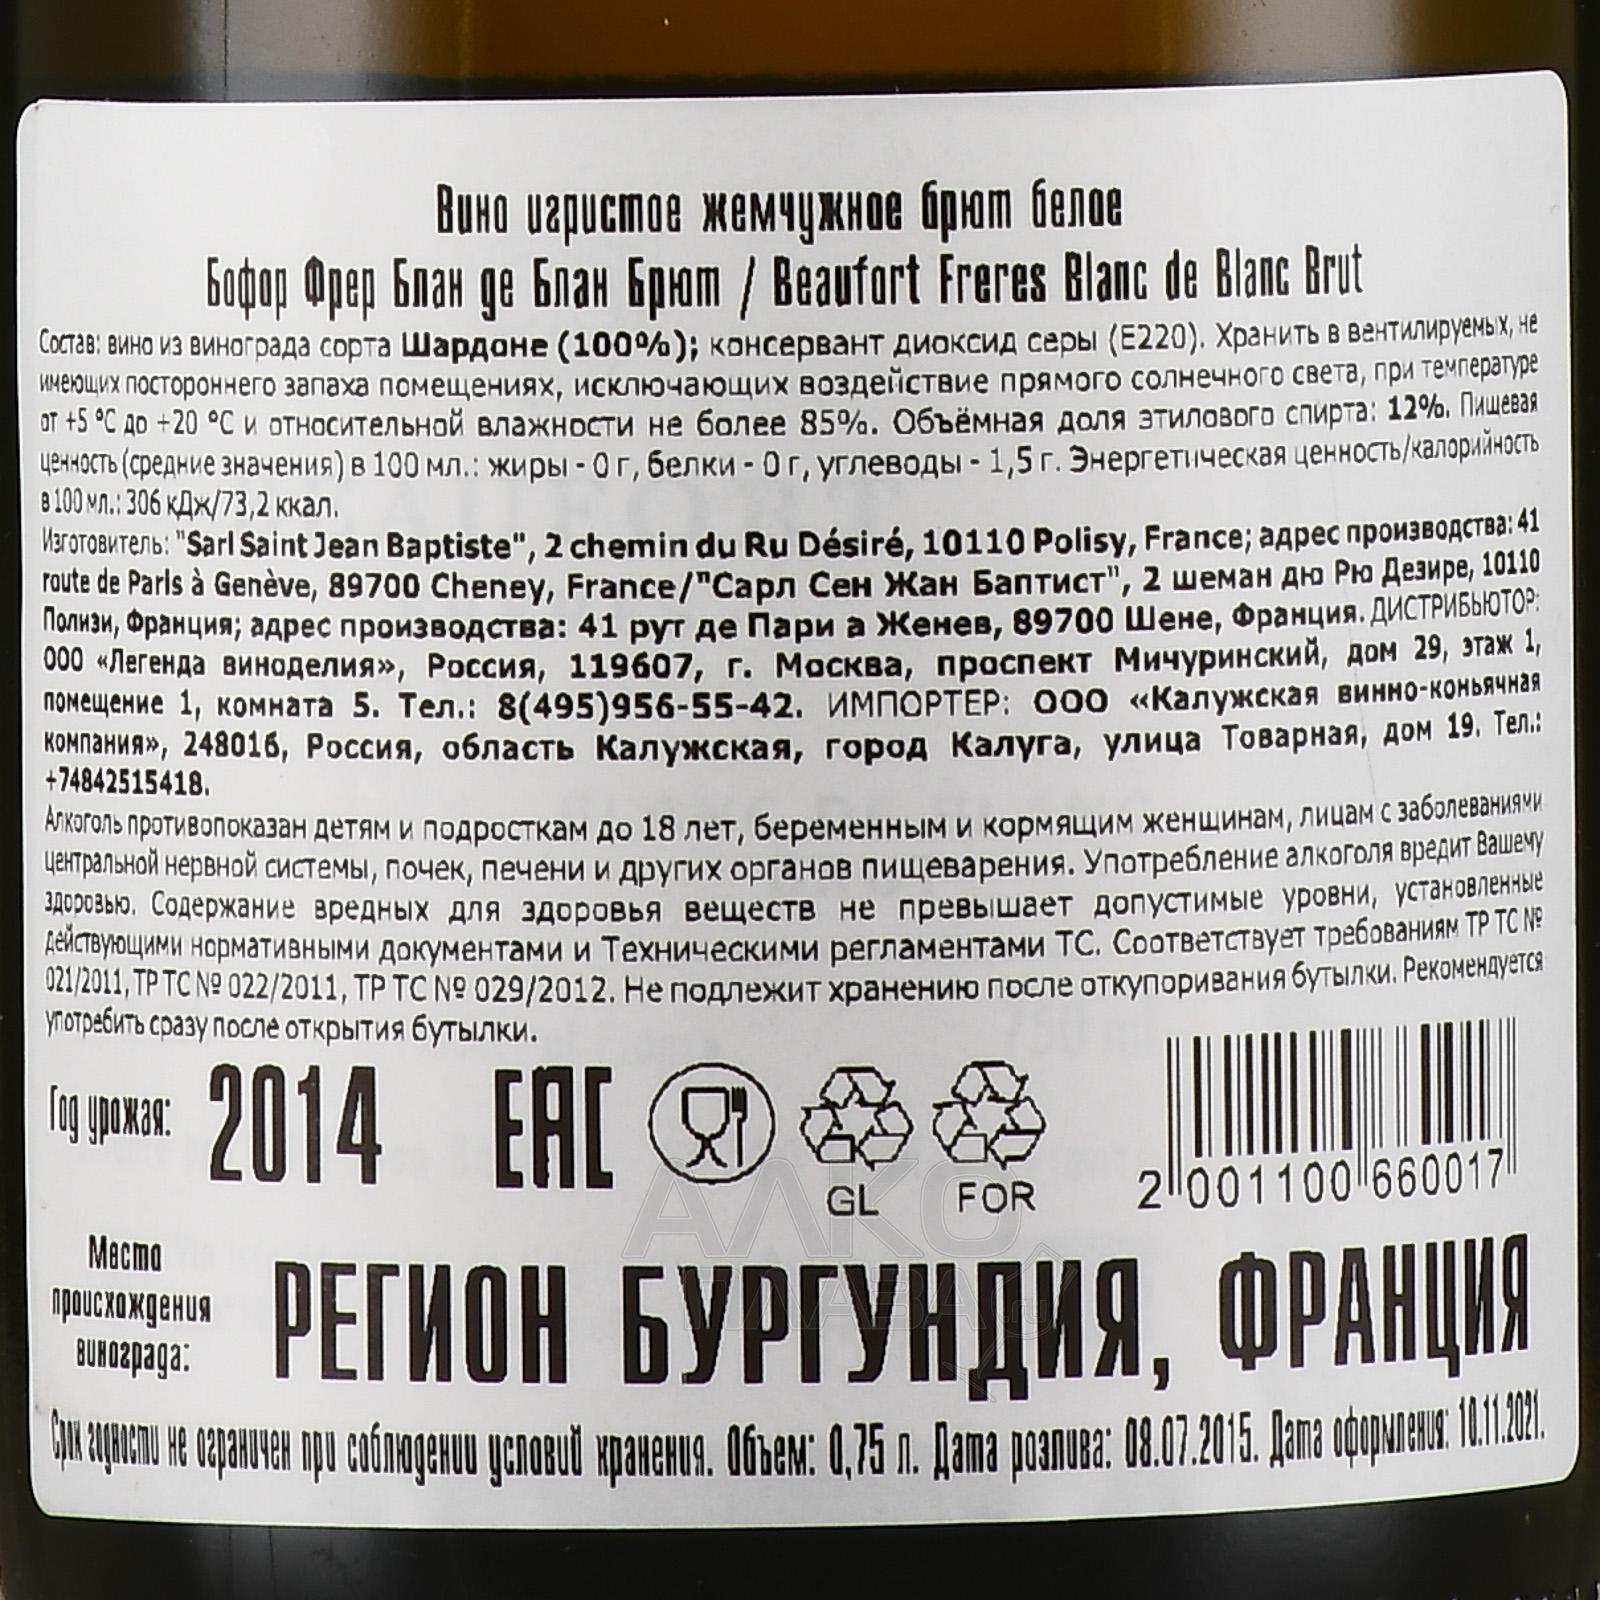 Вино игристое жемчужное брют белое
Бофор Фрер Блан де Блан Брют / Beaufort Freres Blanc de Blanc Brut
Состав: вино из винограда сорта Шардоне (100%); консервант диоксид серы (Е220). Хранить в вентилируемых, не
имеющих постороннего запаха помещениях, исключающих воздействие прямого солнечного света, при температуре
от +5 °С до +20 °С и относительной влажности не более 85%. Объёмная доля этилового спирта: 12%. Пищевая
ценность (средние значения) в 100 мл.: жиры - 0 г, белки - 0 г, углеводы - 1,5 г. Энергетическая ценность/калорийность
в 100 мл.: 306 кДж/73,2 ккал.
Изготовитель: "Sarl Saint Jean Baptiste", 2 chemin du Ru Désiré, 10110 Polisy, France; адрес производства: 41
route de Paris à Genève, 89700 Cheney, France/"Сарл Сен Жан Баптист", 2 шеман дю Рю Дезире, 10110
Полизи, Франция; адрес производства: 41 рут де Пари а Женев, 89700 Шене, Франция. ДИСТРИБЬЮТОР:
ООО «Легенда виноделия», Россия, 119607, г. Москва, проспект Мичуринский, дом 29, этаж 1,
помещение 1, комната 5. Тел.: 8(495)956-55-42. ИМПОРТЕР: ООО «Калужская винно-коньячная
компания», 248016, Россия, область Калужская, город Калуга, улица Товарная, дом 19. Тел.:
+74842515418.
Алкоголь противопоказан детям и подросткам до 18 лет, беременным и кормящим женщинам, лицам с заболеваниями
центральной нервной системы, почек, печени и других органов пищеварения. Употребление алкоголя вредит Вашему
здоровью. Содержание вредных для здоровья веществ не превышает допустимые уровни, установленные
действующими нормативными документами и Техническими регламентами ТС. Соответствует требованиям ТР ТС №
021/2011, ТР ТС № 022/2011, ТР ТС № 029/2012. Не подлежит хранению после откупоривания бутылки. Рекомендуется
употребить сразу после открытия бутылки.
Год урожая: 2014 EAC
GL FOR
2 001100 660017
АЛКО
ПЛАВА.ru
Место
происхождения
винограда:
РЕГИОН БУРГУНДИЯ, ФРАНЦИЯ
Срок годности не ограничен при соблюдении условий хранения. Объем: 0,75 л. Дата розлива: 08.07.2015. Дата оформления: 10.11.2021.